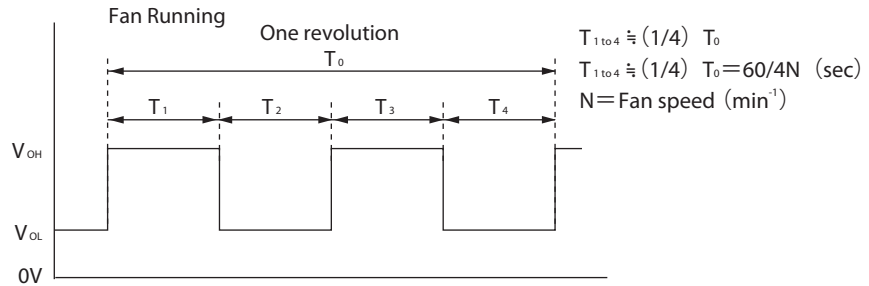 Fan Running
One revolution
T₀
T₁ T₂ T₃ T₄
V_OH
V_OL
0V
T₁ to ₄ ≒ (1/4) T₀
T₁ to ₄ ≒ (1/4) T₀＝60/4N (sec)
N＝Fan speed (min⁻¹)